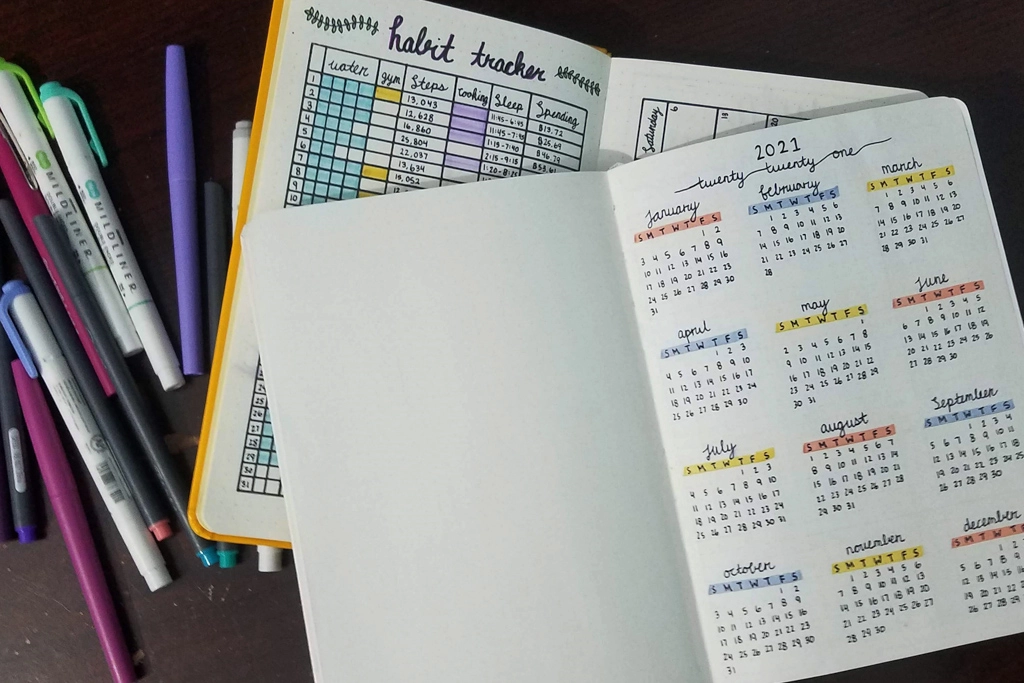 MILDLINER
MILDLINER
habit tracker
water gym Steps cooking Sleep Spending
1 13,043 11:45-6:45 $13.72
2 12,628 11:45-7:45 $25.69
3 16,860 2:15-9:15 $46.79
4 25,804
5 22,037
6 13,634
7 15,052
8
9
10
24
25
26
27
28
29
30
31
Saturday 6 13 20
2021
twenty twenty one
january
S M T W T F S
1 2
3 4 5 6 7 8 9
10 11 12 13 14 15 16
17 18 19 20 21 22 23
24 25 26 27 28 29 30
31
february
S M T W T F S
1 2 3 4 5 6
7 8 9 10 11 12 13
14 15 16 17 18 19 20
21 22 23 24 25 26 27
28
march
S M T W T F S
1 2 3 4 5 6
7 8 9 10 11 12 13
14 15 16 17 18 19 20
21 22 23 24 25 26 27
28 29 30 31
april
S M T W T F S
1 2 3
4 5 6 7 8 9 10
11 12 13 14 15 16 17
18 19 20 21 22 23 24
25 26 27 28 29 30
may
S M T W T F S
1
2 3 4 5 6 7 8
9 10 11 12 13 14 15
16 17 18 19 20 21 22
23 24 25 26 27 28 29
30 31
june
S M T W T F S
1 2 3 4 5
6 7 8 9 10 11 12
13 14 15 16 17 18 19
20 21 22 23 24 25 26
27 28 29 30
july
S M T W T F S
1 2 3
4 5 6 7 8 9 10
11 12 13 14 15 16 17
18 19 20 21 22 23 24
25 26 27 28 29 30 31
august
S M T W T F S
1 2 3 4 5 6 7
8 9 10 11 12 13 14
15 16 17 18 19 20 21
22 23 24 25 26 27 28
29 30 31
September
S M T W T F S
1 2 3 4
5 6 7 8 9 10 11
12 13 14 15 16 17 18
19 20 21 22 23 24 25
26 27 28 29 30
october
S M T W T F S
1 2
3 4 5 6 7 8 9
10 11 12 13 14 15 16
17 18 19 20 21 22 23
24 25 26 27 28 29 30
31
november
S M T W T F S
1 2 3 4 5 6
7 8 9 10 11 12 13
14 15 16 17 18 19 20
21 22 23 24 25 26 27
28 29 30
december
S M T W T F
1 2
5 6 7 8 9
12 13 14 15 16
19 20 21 22 23
26 27 28 29